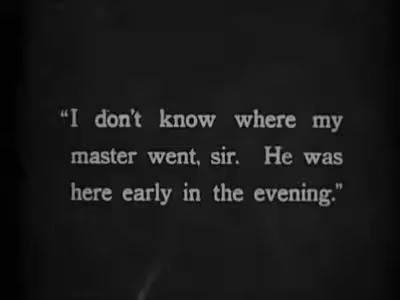 “I don't know where my
master went, sir. He was
here early in the evening.”